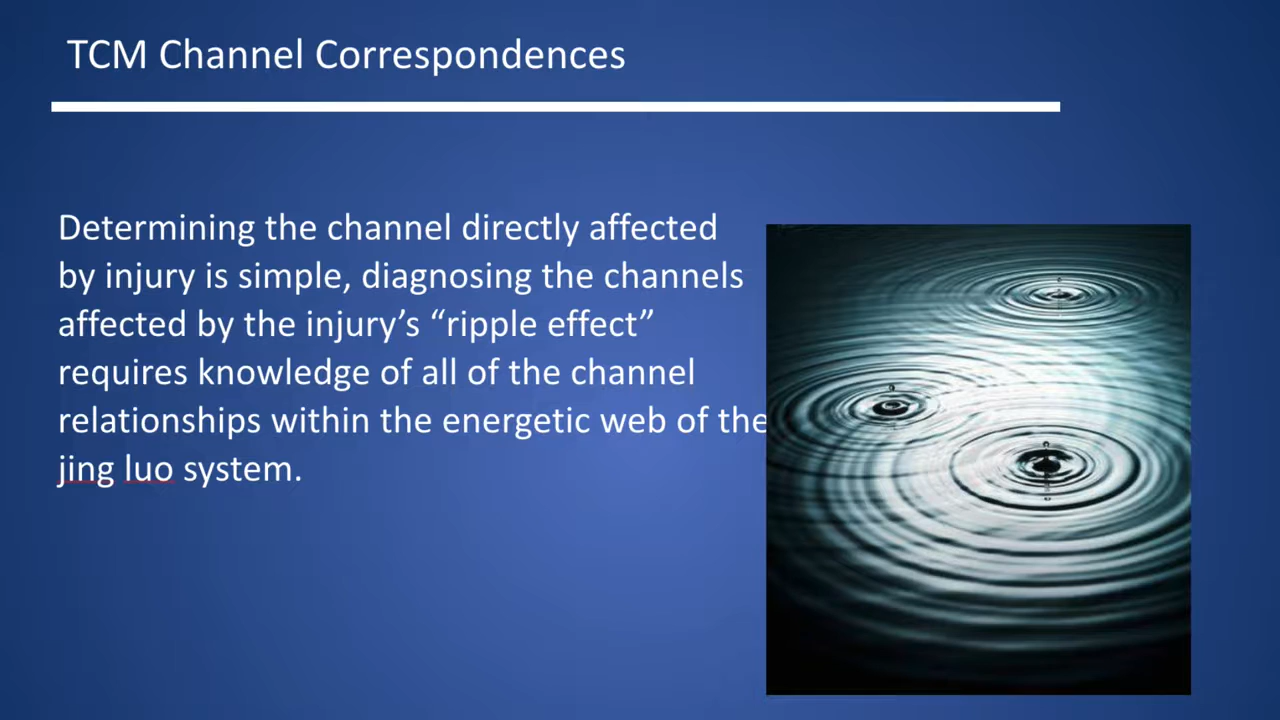 TCM Channel Correspondences
Determining the channel directly affected
by injury is simple, diagnosing the channels
affected by the injury’s “ripple effect”
requires knowledge of all of the channel
relationships within the energetic web of the
jing luo system.